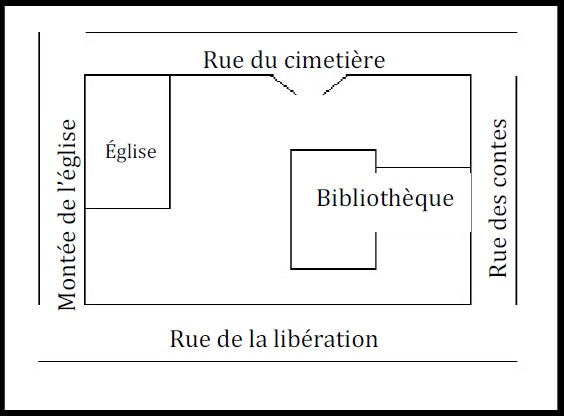 Rue du cimetière
Église
Montée de l'église
Bibliothèque
Rue des contes
Rue de la libération